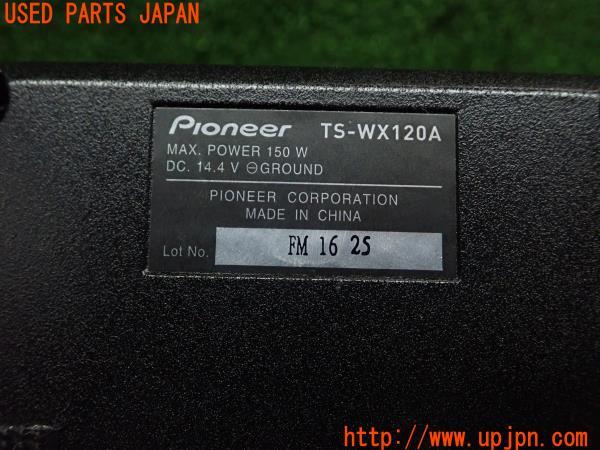 USED PARTS JAPAN
Pioneer TS-WX120A
MAX. POWER 150 W
DC. 14.4 V ⊖GROUND
PIONEER CORPORATION
MADE IN CHINA
Lot No. FM 16 25
http://www.upjpn.com/